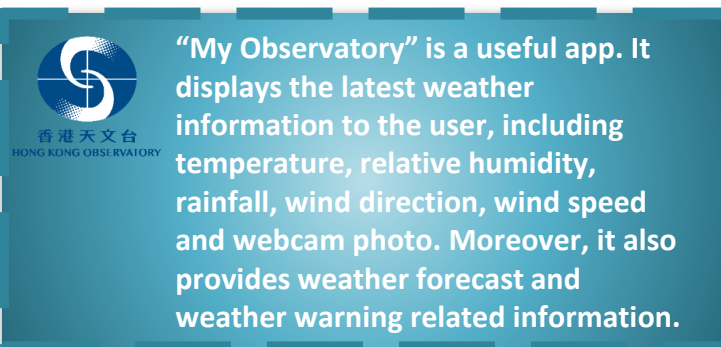 香港天文台
HONG KONG OBSERVATORY
“My Observatory” is a useful app. It
displays the latest weather
information to the user, including
temperature, relative humidity,
rainfall, wind direction, wind speed
and webcam photo. Moreover, it also
provides weather forecast and
weather warning related information.